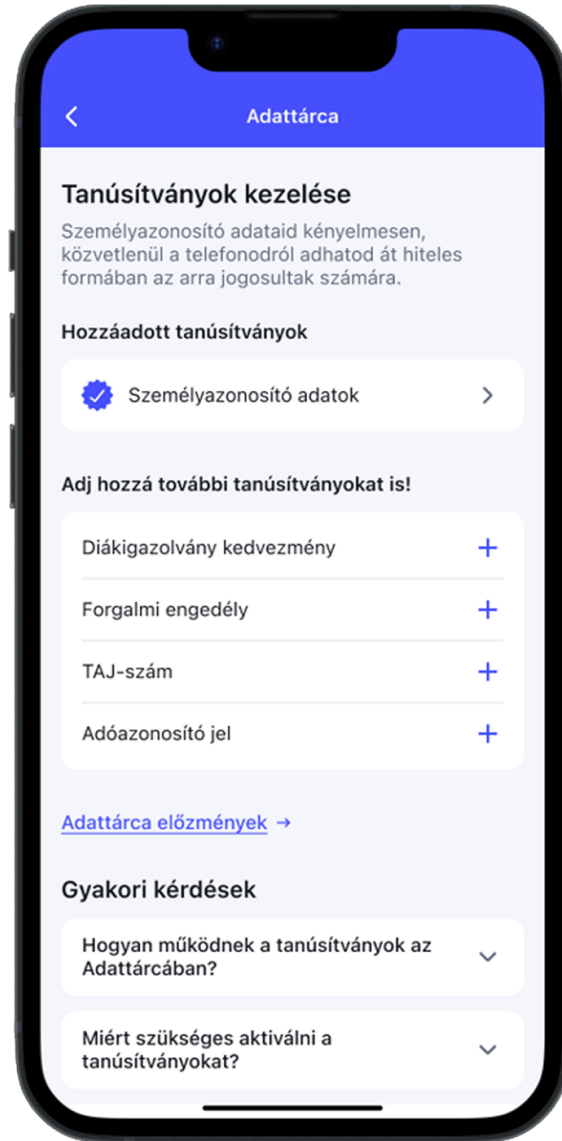 Adattárca
Tanúsítványok kezelése
Személyazonosító adataid kényelmesen,
közvetlenül a telefonodról adhatod át hiteles
formában az arra jogosultak számára.
Hozzáadott tanúsítványok
Személyazonosító adatok
Adj hozzá további tanúsítványokat is!
Diákigazolvány kedvezmény
Forgalmi engedély
TAJ-szám
Adóazonosító jel
Adattárca előzmények →
Gyakori kérdések
Hogyan működnek a tanúsítványok az
Adattárcában?
Miért szükséges aktiválni a
tanúsítványokat?